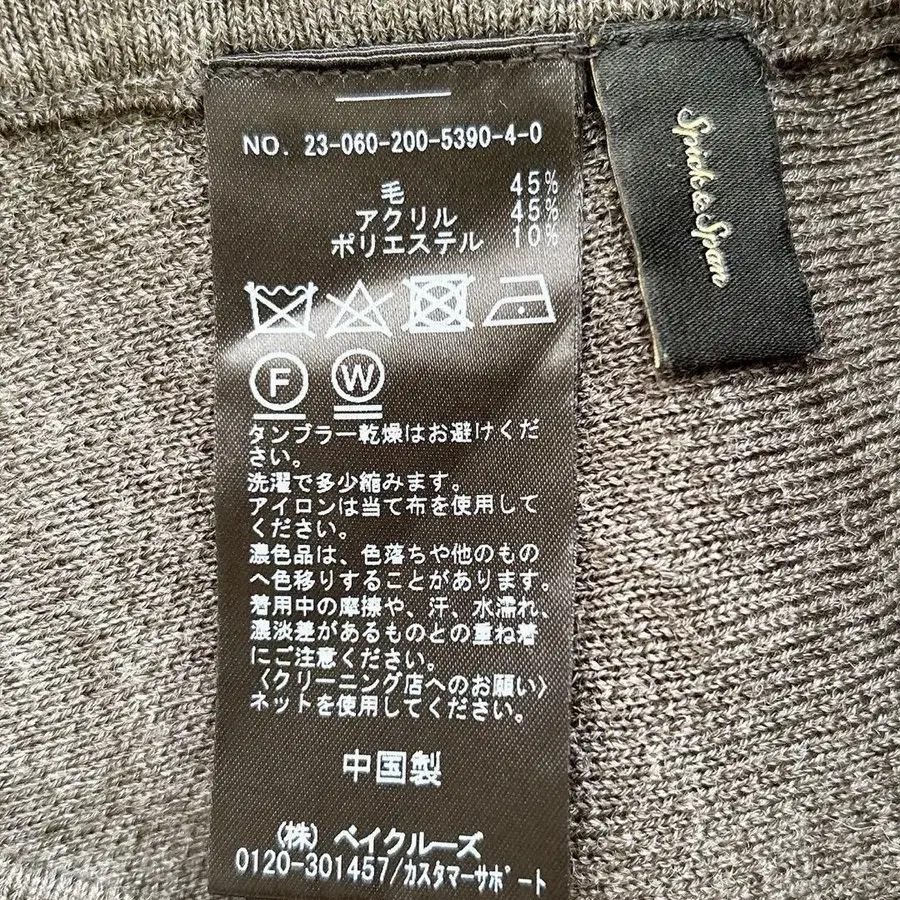 NO. 23-060-200-5390-4-0
毛 45%
アクリル 45%
ポリエステル 10%
F W
タンブラー乾燥はお避けくだ
さい。
洗濯で多少縮みます。
アイロンは当て布を使用して
ください。
濃色品は、色落ちや他のもの
へ色移りすることがあります。
着用中の摩擦や、汗、水濡れ、
濃淡差があるものとの重ね着
にご注意ください。
〈クリーニング店へのお願い〉
ネットを使用してください。
中国製
(株) ベイクルーズ
0120-301457/カスタマーサポート
Spick & Span